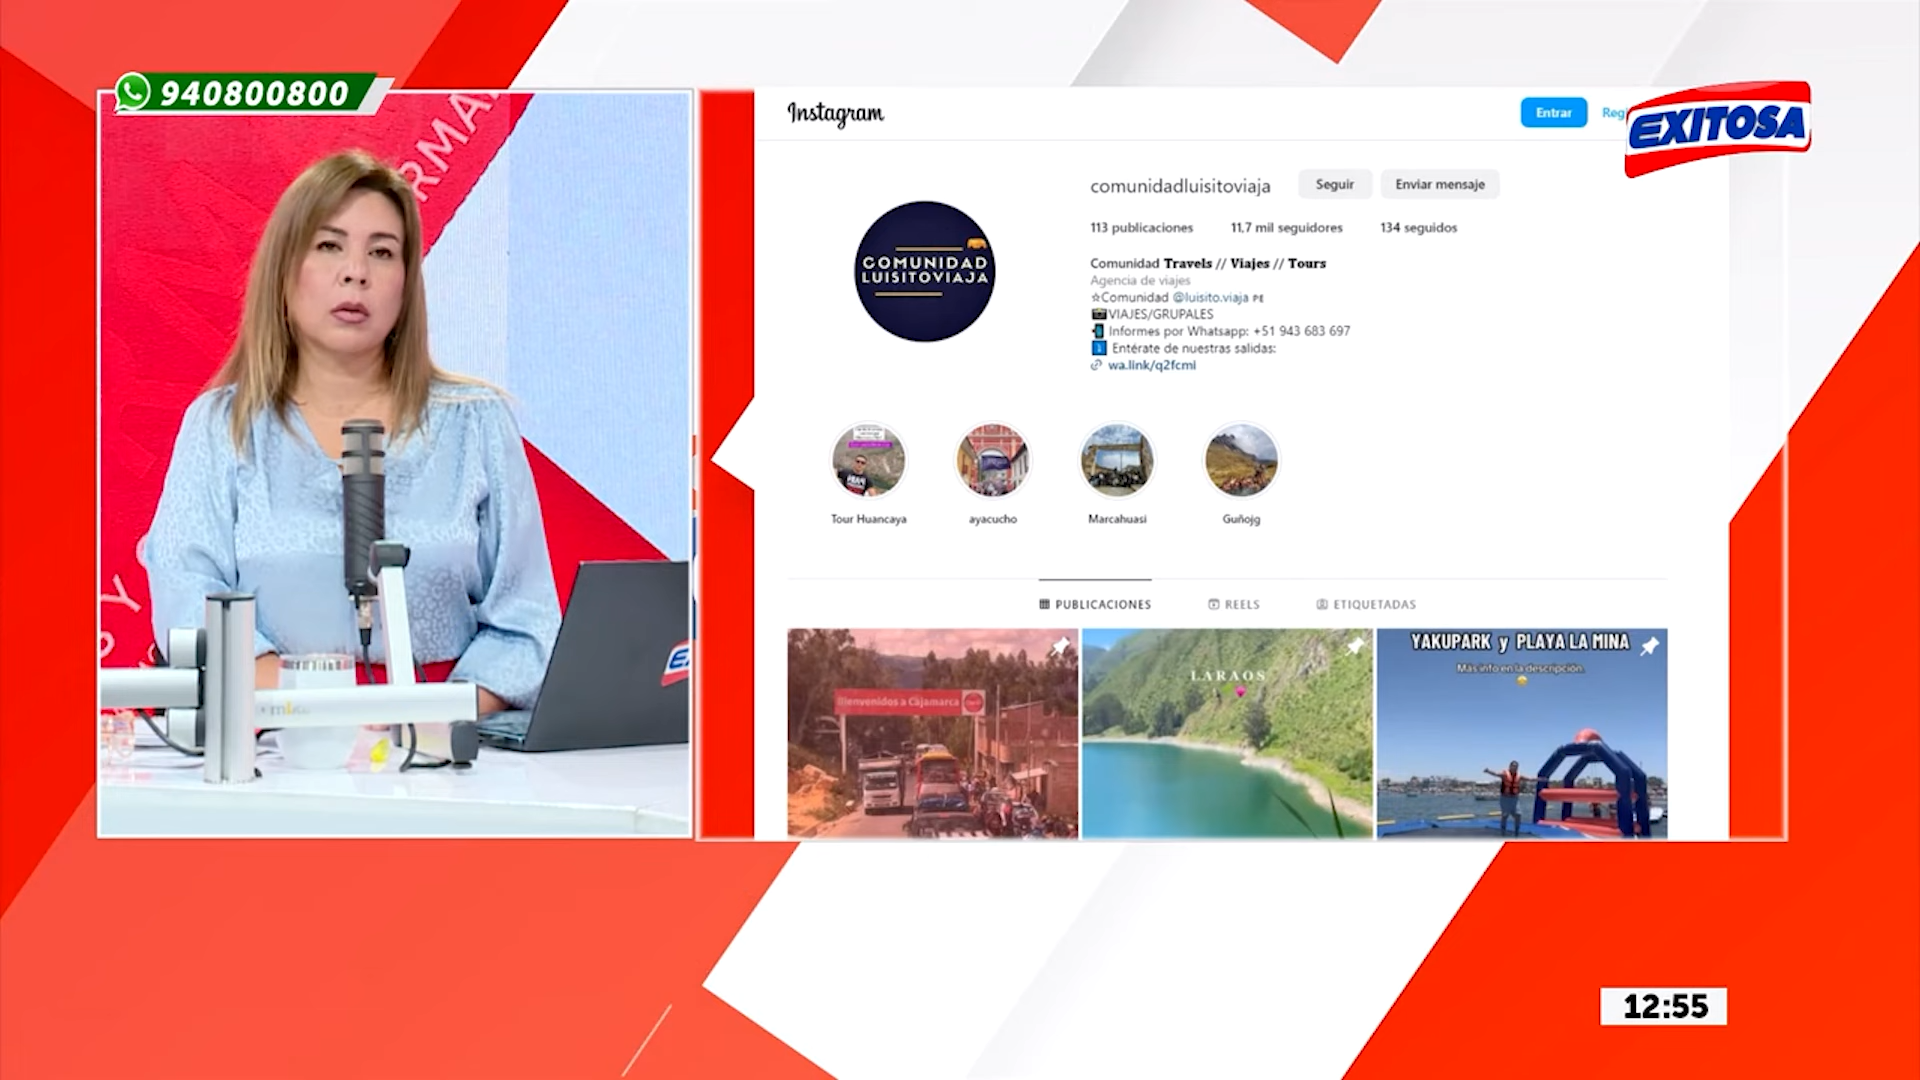 940800800
RMA
Y
Instagram
Entrar
Reg
EXITOSA
comunidadluisitoviaja
Seguir
Enviar mensaje
113 publicaciones
11,7 mil seguidores
134 seguidos
Comunidad Travels // Viajes // Tours
Agencia de viajes
☆Comunidad @luisito.viaja PE
VIAJES/GRUPALES
Informes por Whatsapp: +51 943 683 697
Entérate de nuestras salidas:
wa.link/q2fcmi
COMUNIDAD
LUISITOVIAJA
Tour Huancaya
ayacucho
Marcahuasi
Guñojg
PUBLICACIONES
REELS
ETIQUETADAS
Bienvenidos a Cajamarca
LARAOS
YAKUPARK y PLAYA LA MINA
Más info en la descripción.
12:55